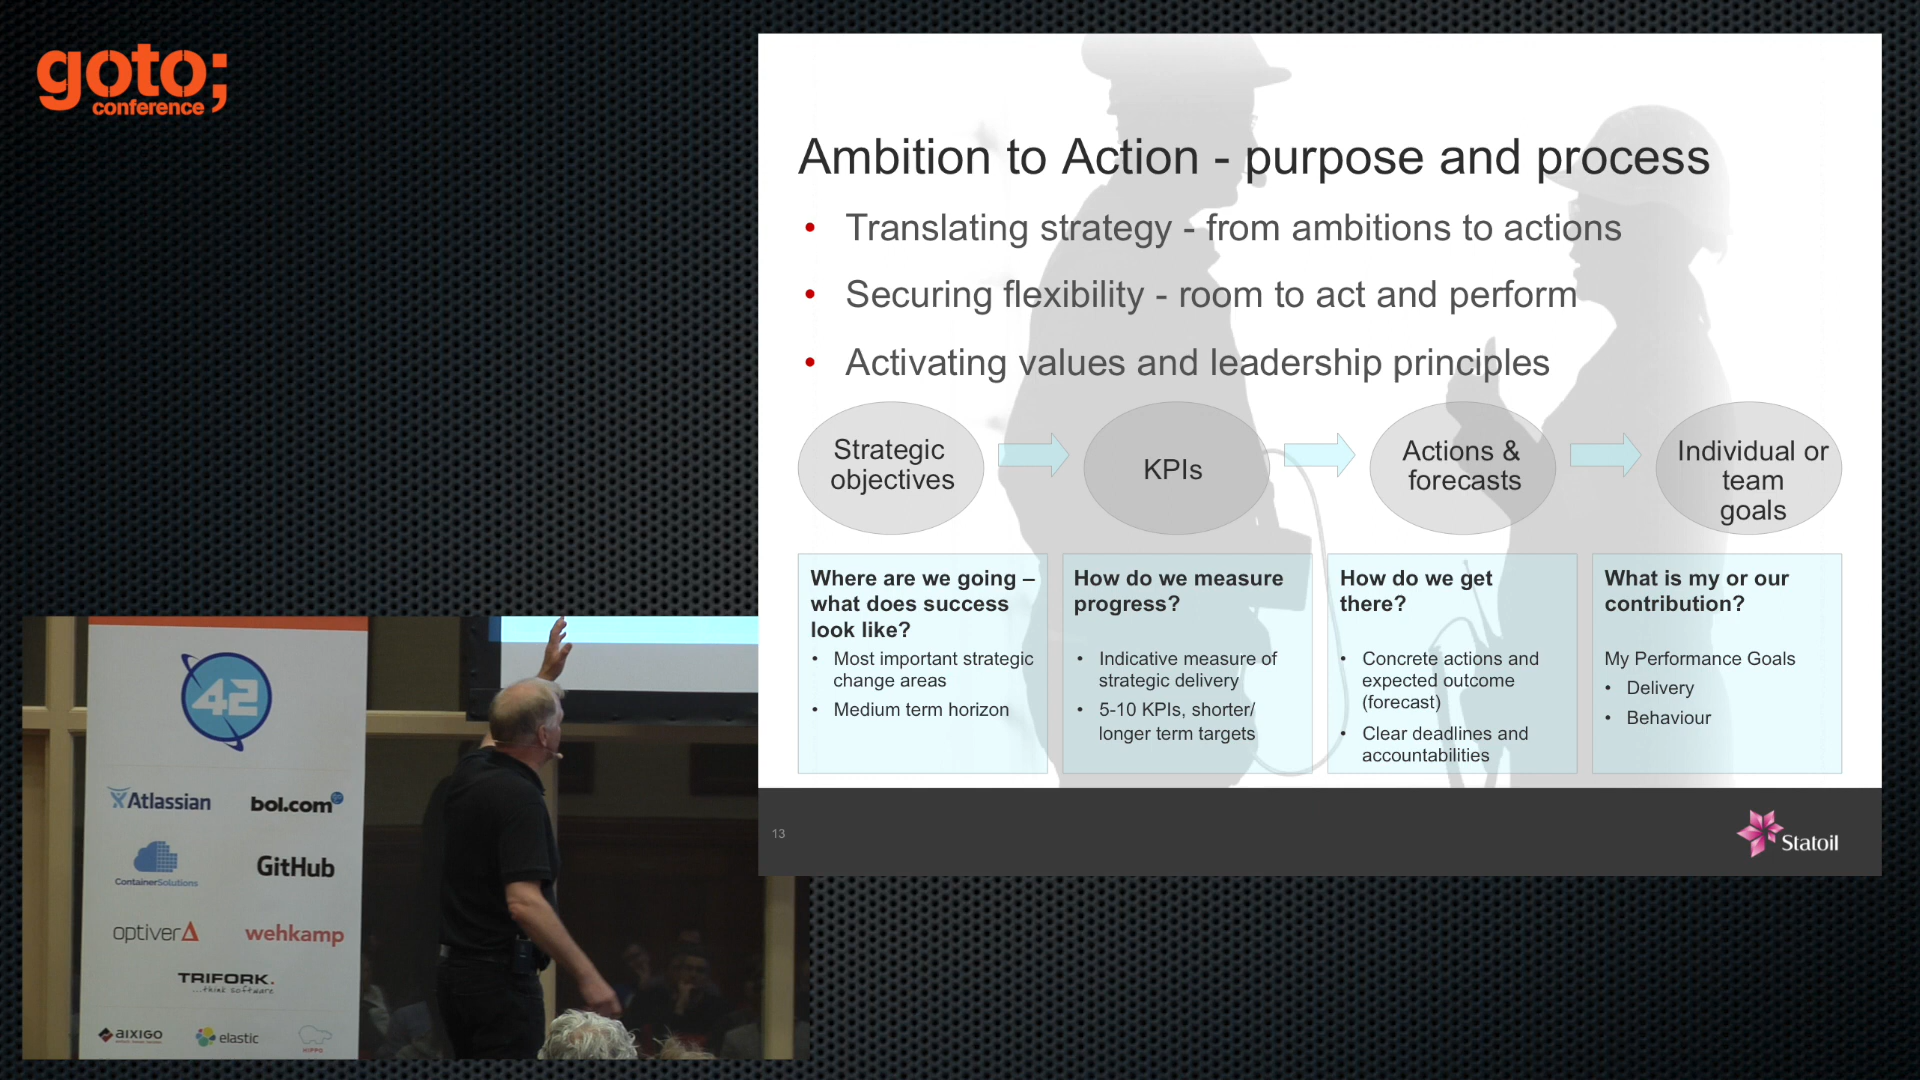 goto;
conference
Ambition to Action - purpose and process
• Translating strategy - from ambitions to actions
• Securing flexibility - room to act and perform
• Activating values and leadership principles
Strategic
objectives
KPIs
Actions &
forecasts
Individual or
team
goals
Where are we going –
what does success
look like?
• Most important strategic
change areas
• Medium term horizon
How do we measure
progress?
• Indicative measure of
strategic delivery
• 5-10 KPIs, shorter/
longer term targets
How do we get
there?
• Concrete actions and
expected outcome
(forecast)
• Clear deadlines and
accountabilities
What is my or our
contribution?
My Performance Goals
• Delivery
• Behaviour
13
Statoil
42
Atlassian
bol.com
ContainerSolutions
GitHub
optiver
wehkamp
TRIFORK.
...think software
aixigo
elastic
HIPPO